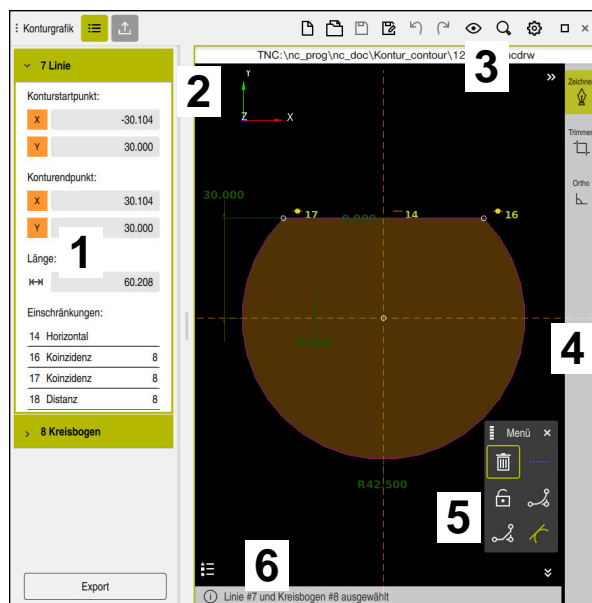 Konturgrafik
TNC:\nc_prog\nc_doc\Kontur_contour\12
cdrw
7 Linie
Konturstartpunkt:
X -30.104
Y 30.000
Konturendpunkt:
X 30.104
Y 30.000
Länge:
60.208
Einschränkungen:
14 Horizontal
16 Koinzidenz 8
17 Koinzidenz 8
18 Distanz 8
8 Kreisbogen
Export
1
2
3
4
5
6
Y
Z X
30.000
17
0.000
14
16
R42.500
Zeichne
Trimmen
Ortho
Menü
Linie #7 und Kreisbogen #8 ausgewählt